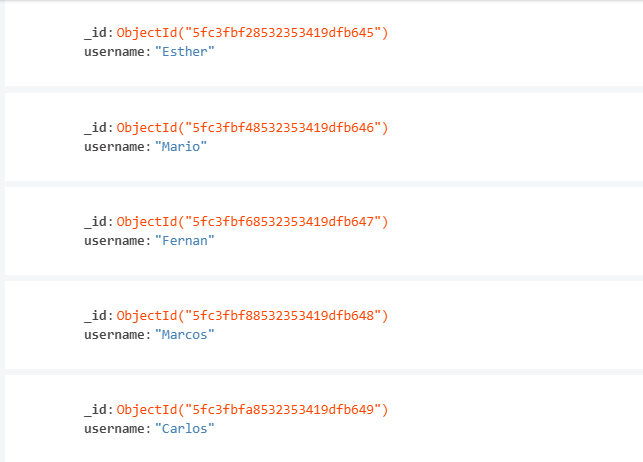 _id: ObjectId("5fc3fbf28532353419dfb645")
username: "Esther"
_id: ObjectId("5fc3fbf48532353419dfb646")
username: "Mario"
_id: ObjectId("5fc3fbf68532353419dfb647")
username: "Fernan"
_id: ObjectId("5fc3fbf88532353419dfb648")
username: "Marcos"
_id: ObjectId("5fc3fbfa8532353419dfb649")
username: "Carlos"